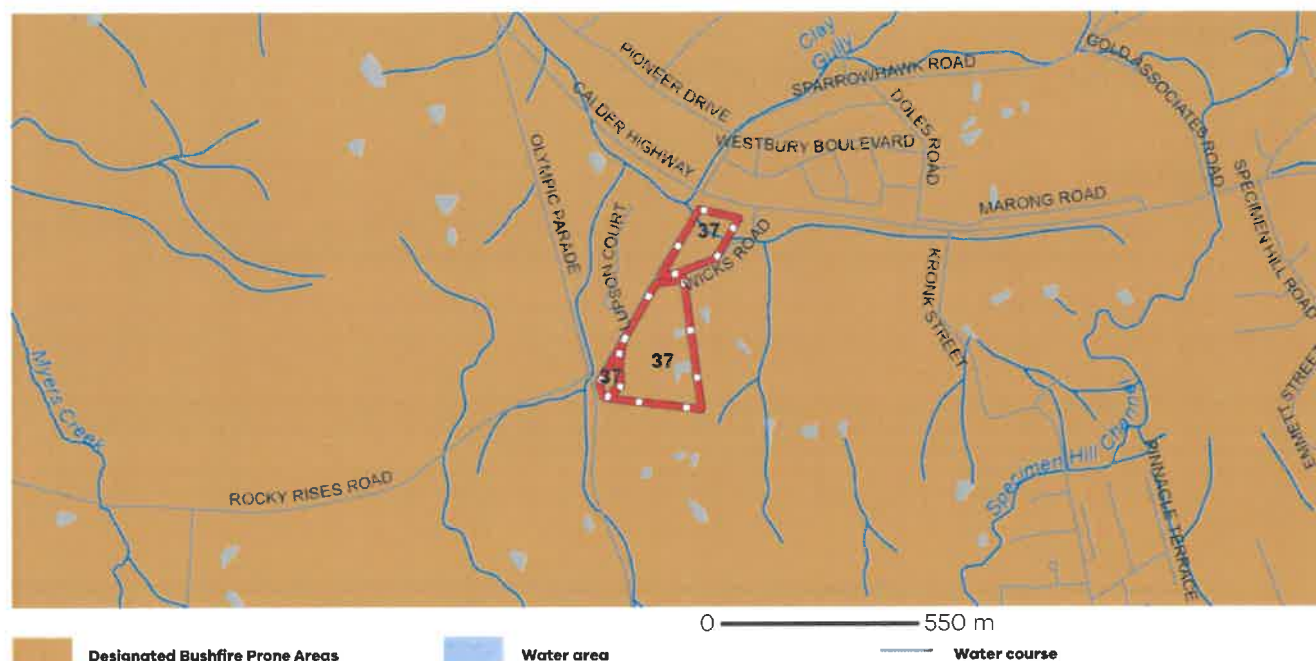 Clay
Gully
PIONEER DRIVE
SPARROWHAWK ROAD
GOLD ASSOCIATED ROAD
CALDER HIGHWAY
DOLES ROAD
WESTBURY BOULEVARD
OLYMPIC PARADE
SPECIMEN HILL ROAD
MARONG ROAD
LUPSON COURT
37
WICKS ROAD
KRONK STREET
37
37
Myers Creek
EMMETT STREET
Specimen Hill Channel
PINNACLE TERRACE
ROCKY RISES ROAD
0 550 m
Designated Bushfire Prone Areas
Water area
Water course